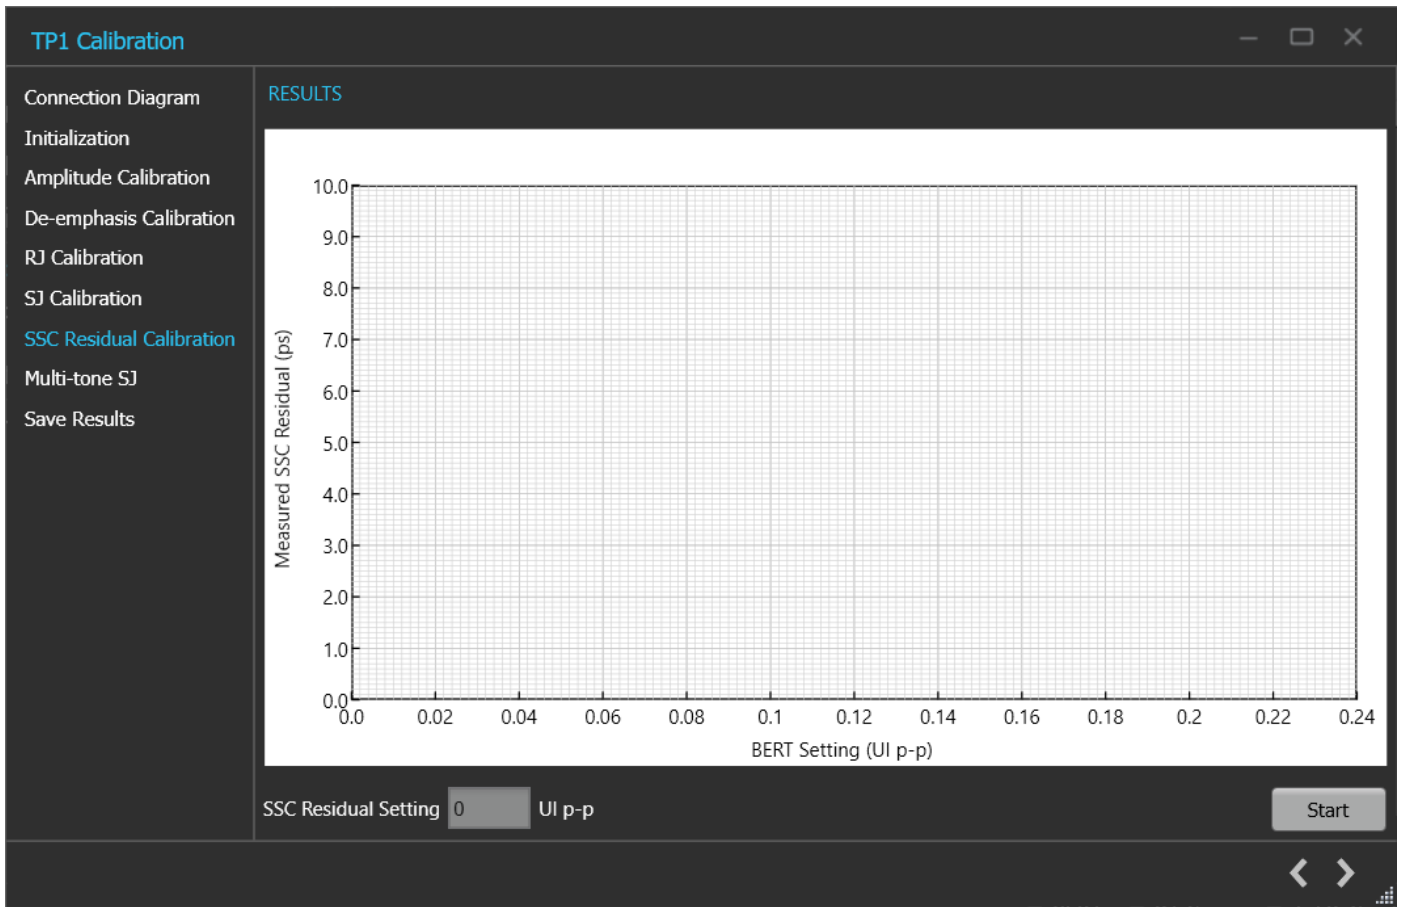 TP1 Calibration
Connection Diagram
Initialization
Amplitude Calibration
De-emphasis Calibration
RJ Calibration
SJ Calibration
SSC Residual Calibration
Multi-tone SJ
Save Results
RESULTS
Measured SSC Residual (ps)
10.0
9.0
8.0
7.0
6.0
5.0
4.0
3.0
2.0
1.0
0.0
0.0 0.02 0.04 0.06 0.08 0.1 0.12 0.14 0.16 0.18 0.2 0.22 0.24
BERT Setting (UI p-p)
SSC Residual Setting 0 UI p-p
Start